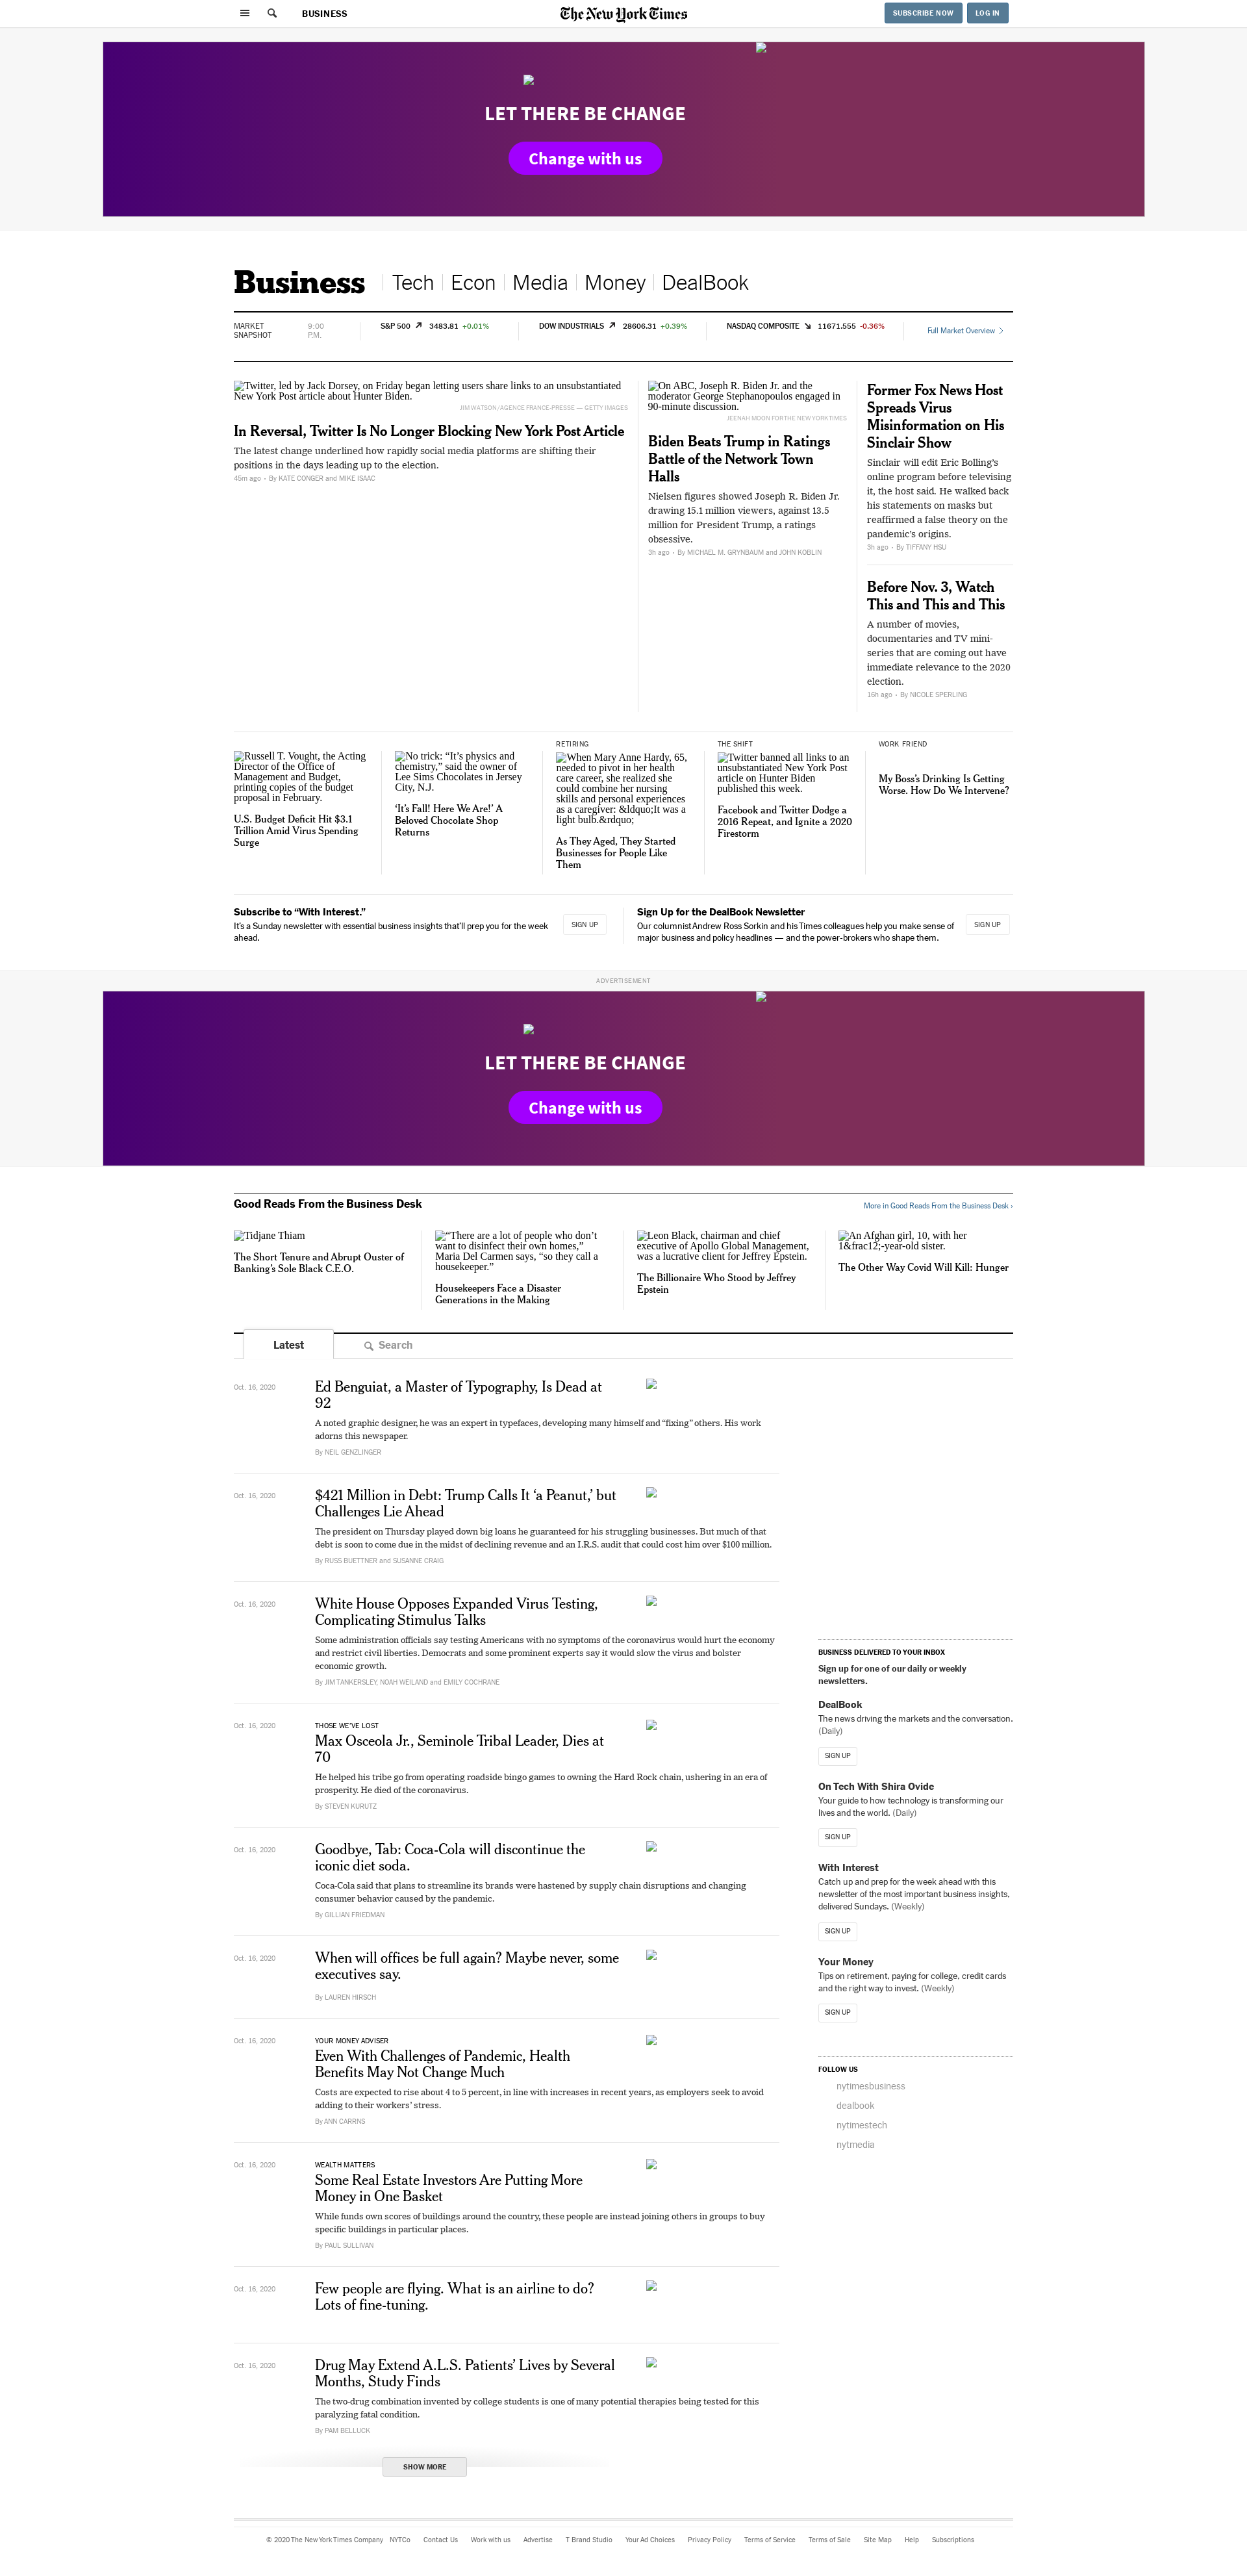 BUSINESS
The New York Times
SUBSCRIBE NOW
LOG IN
LET THERE BE CHANGE
Change with us
Business
Tech
Econ
Media
Money
DealBook
MARKET
SNAPSHOT
9:00
P.M.
S&P 500 3483.81 +0.01%
DOW INDUSTRIALS 28606.31 +0.39%
NASDAQ COMPOSITE 11671.555 -0.36%
Full Market Overview
Twitter, led by Jack Dorsey, on Friday began letting users share links to an unsubstantiated
New York Post article about Hunter Biden.
JIM WATSON/AGENCE FRANCE-PRESSE — GETTY IMAGES
In Reversal, Twitter Is No Longer Blocking New York Post Article
The latest change underlined how rapidly social media platforms are shifting their
positions in the days leading up to the election.
45m ago • By KATE CONGER and MIKE ISAAC
On ABC, Joseph R. Biden Jr. and the
moderator George Stephanopoulos engaged in
90-minute discussion.
JEENAH MOON FOR THE NEW YORK TIMES
Biden Beats Trump in Ratings
Battle of the Network Town
Halls
Nielsen figures showed Joseph R. Biden Jr.
drawing 15.1 million viewers, against 13.5
million for President Trump, a ratings
obsessive.
3h ago • By MICHAEL M. GRYNBAUM and JOHN KOBLIN
Former Fox News Host
Spreads Virus
Misinformation on His
Sinclair Show
Sinclair will edit Eric Bolling’s
online program before televising
it, the host said. He walked back
his statements on masks but
reaffirmed a false theory on the
pandemic’s origins.
3h ago • By TIFFANY HSU
Before Nov. 3, Watch
This and This and This
A number of movies,
documentaries and TV mini-
series that are coming out have
immediate relevance to the 2020
election.
16h ago • By NICOLE SPERLING
Russell T. Vought, the Acting
Director of the Office of
Management and Budget,
printing copies of the budget
proposal in February.
U.S. Budget Deficit Hit $3.1
Trillion Amid Virus Spending
Surge
No trick: “It’s physics and
chemistry,” said the owner of
Lee Sims Chocolates in Jersey
City, N.J.
‘It’s Fall! Here We Are!’ A
Beloved Chocolate Shop
Returns
RETIRING
When Mary Anne Hardy, 65,
needed to pivot in her health
care career, she realized she
could combine her nursing
skills and personal experiences
as a caregiver: &ldquo;It was a
light bulb.&rdquo;
As They Aged, They Started
Businesses for People Like
Them
THE SHIFT
Twitter banned all links to an
unsubstantiated New York Post
article on Hunter Biden
published this week.
Facebook and Twitter Dodge a
2016 Repeat, and Ignite a 2020
Firestorm
WORK FRIEND
My Boss’s Drinking Is Getting
Worse. How Do We Intervene?
Subscribe to “With Interest.”
It’s a Sunday newsletter with essential business insights that’ll prep you for the week
ahead.
SIGN UP
Sign Up for the DealBook Newsletter
Our columnist Andrew Ross Sorkin and his Times colleagues help you make sense of
major business and policy headlines — and the power-brokers who shape them.
SIGN UP
ADVERTISEMENT
LET THERE BE CHANGE
Change with us
Good Reads From the Business Desk
More in Good Reads From the Business Desk ›
Tidjane Thiam
The Short Tenure and Abrupt Ouster of
Banking’s Sole Black C.E.O.
“There are a lot of people who don’t
want to disinfect their own homes,”
Maria Del Carmen says, “so they call a
housekeeper.”
Housekeepers Face a Disaster
Generations in the Making
Leon Black, chairman and chief
executive of Apollo Global Management,
was a lucrative client for Jeffrey Epstein.
The Billionaire Who Stood by Jeffrey
Epstein
An Afghan girl, 10, with her
1&frac12;-year-old sister.
The Other Way Covid Will Kill: Hunger
Latest
Search
Oct. 16, 2020
Ed Benguiat, a Master of Typography, Is Dead at
92
A noted graphic designer, he was an expert in typefaces, developing many himself and “fixing” others. His work
adorns this newspaper.
By NEIL GENZLINGER
Oct. 16, 2020
$421 Million in Debt: Trump Calls It ‘a Peanut,’ but
Challenges Lie Ahead
The president on Thursday played down big loans he guaranteed for his struggling businesses. But much of that
debt is soon to come due in the midst of declining revenue and an I.R.S. audit that could cost him over $100 million.
By RUSS BUETTNER and SUSANNE CRAIG
Oct. 16, 2020
White House Opposes Expanded Virus Testing,
Complicating Stimulus Talks
Some administration officials say testing Americans with no symptoms of the coronavirus would hurt the economy
and restrict civil liberties. Democrats and some prominent experts say it would slow the virus and bolster
economic growth.
By JIM TANKERSLEY, NOAH WEILAND and EMILY COCHRANE
Oct. 16, 2020
THOSE WE’VE LOST
Max Osceola Jr., Seminole Tribal Leader, Dies at
70
He helped his tribe go from operating roadside bingo games to owning the Hard Rock chain, ushering in an era of
prosperity. He died of the coronavirus.
By STEVEN KURUTZ
Oct. 16, 2020
Goodbye, Tab: Coca-Cola will discontinue the
iconic diet soda.
Coca-Cola said that plans to streamline its brands were hastened by supply chain disruptions and changing
consumer behavior caused by the pandemic.
By GILLIAN FRIEDMAN
Oct. 16, 2020
When will offices be full again? Maybe never, some
executives say.
By LAUREN HIRSCH
Oct. 16, 2020
YOUR MONEY ADVISER
Even With Challenges of Pandemic, Health
Benefits May Not Change Much
Costs are expected to rise about 4 to 5 percent, in line with increases in recent years, as employers seek to avoid
adding to their workers’ stress.
By ANN CARRNS
Oct. 16, 2020
WEALTH MATTERS
Some Real Estate Investors Are Putting More
Money in One Basket
While funds own scores of buildings around the country, these people are instead joining others in groups to buy
specific buildings in particular places.
By PAUL SULLIVAN
Oct. 16, 2020
Few people are flying. What is an airline to do?
Lots of fine-tuning.
Oct. 16, 2020
Drug May Extend A.L.S. Patients’ Lives by Several
Months, Study Finds
The two-drug combination invented by college students is one of many potential therapies being tested for this
paralyzing fatal condition.
By PAM BELLUCK
SHOW MORE
BUSINESS DELIVERED TO YOUR INBOX
Sign up for one of our daily or weekly
newsletters.
DealBook
The news driving the markets and the conversation.
(Daily)
SIGN UP
On Tech With Shira Ovide
Your guide to how technology is transforming our
lives and the world. (Daily)
SIGN UP
With Interest
Catch up and prep for the week ahead with this
newsletter of the most important business insights,
delivered Sundays. (Weekly)
SIGN UP
Your Money
Tips on retirement, paying for college, credit cards
and the right way to invest. (Weekly)
SIGN UP
FOLLOW US
nytimesbusiness
dealbook
nytimestech
nytmedia
© 2020 The New York Times Company NYTCo Contact Us Work with us Advertise T Brand Studio Your Ad Choices Privacy Policy Terms of Service Terms of Sale Site Map Help Subscriptions